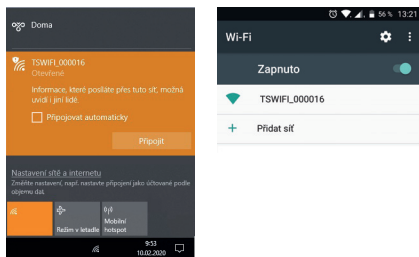 Doma
TSWIFI_000016
Otevřené
Informace, které posíláte přes tuto síť, možná
uvidí i jiní lidé.
Připojovat automaticky
Připojit
Nastavení sítě a internetu
Změňte nastavení, např. nastavte připojení jako účtované podle
objemu dat.
Režim v letadle
Mobilní
hotspot
9:53
10.02.2020
56 % 13:21
Wi-Fi
Zapnuto
TSWIFI_000016
Přidat síť